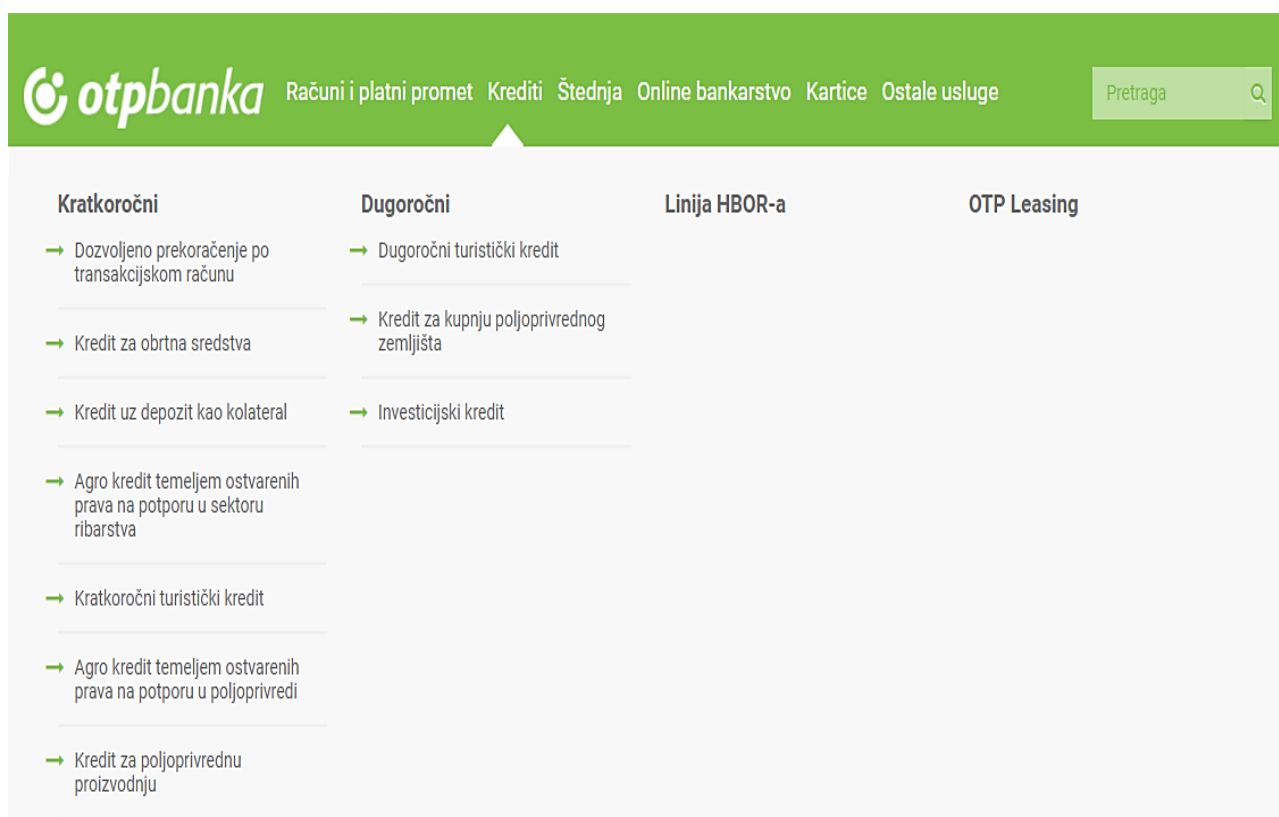 otpbanka
Računi i platni promet Krediti Štednja Online bankarstvo Kartice Ostale usluge
Pretraga
Kratkoročni
Dozvoljeno prekoračenje po
transakcijskom računu
Kredit za obrtna sredstva
Kredit uz depozit kao kolateral
Agro kredit temeljem ostvarenih
prava na potporu u sektoru
ribarstva
Kratkoročni turistički kredit
Agro kredit temeljem ostvarenih
prava na potporu u poljoprivredi
Kredit za poljoprivrednu
proizvodnju
Dugoročni
Dugoročni turistički kredit
Kredit za kupnju poljoprivrednog
zemljišta
Investicijski kredit
Linija HBOR-a
OTP Leasing